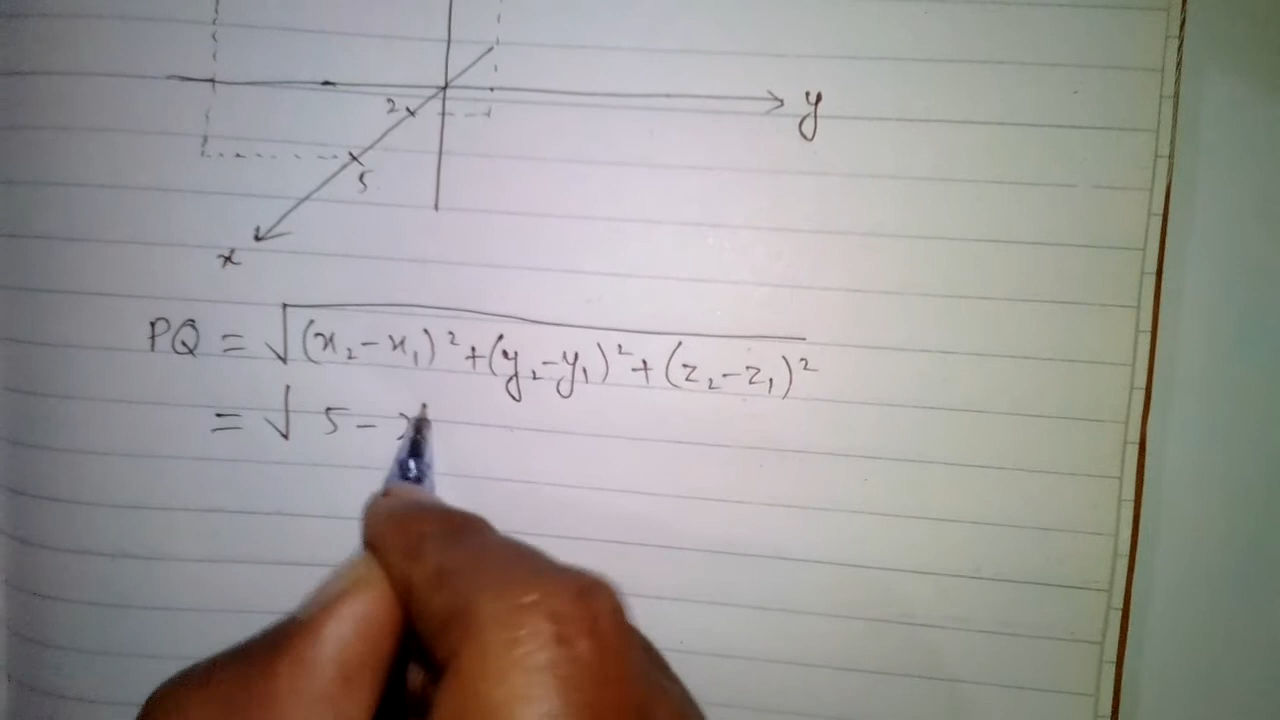 y
2
5
x
PQ = √(x₂-x₁)²+(y₂-y₁)²+(z₂-z₁)²
= √ 5 -